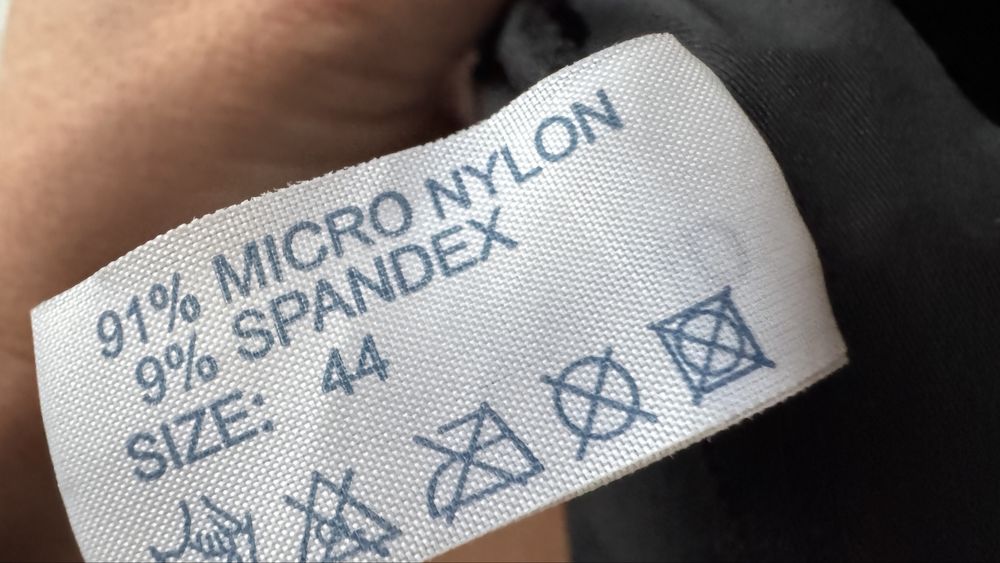 91% MICRO NYLON
9% SPANDEX
SIZE: 44